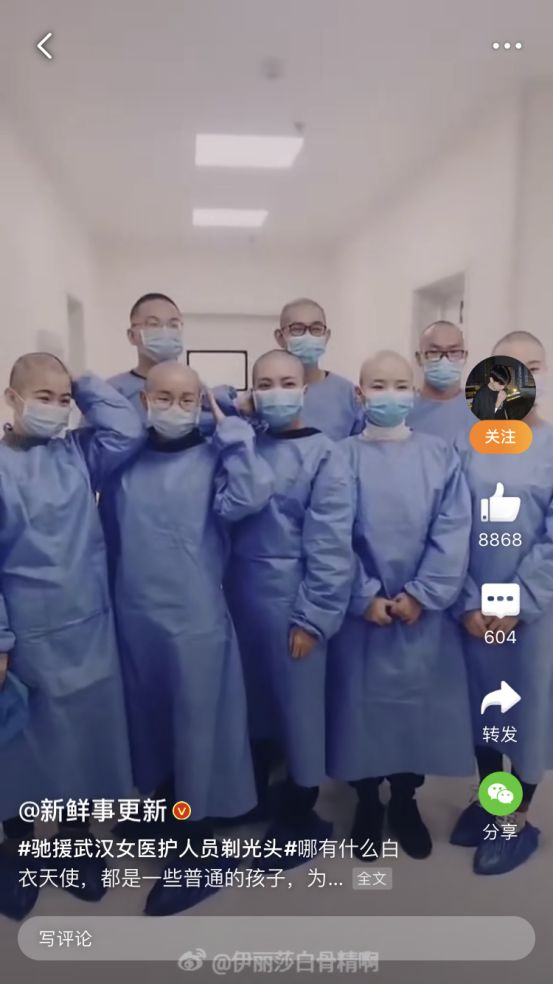 关注
8868
604
转发
分享
@新鲜事更新
#驰援武汉女医护人员剃光头#哪有什么白
衣天使，都是一些普通的孩子，为... 全文
写评论
@伊丽莎白骨精啊